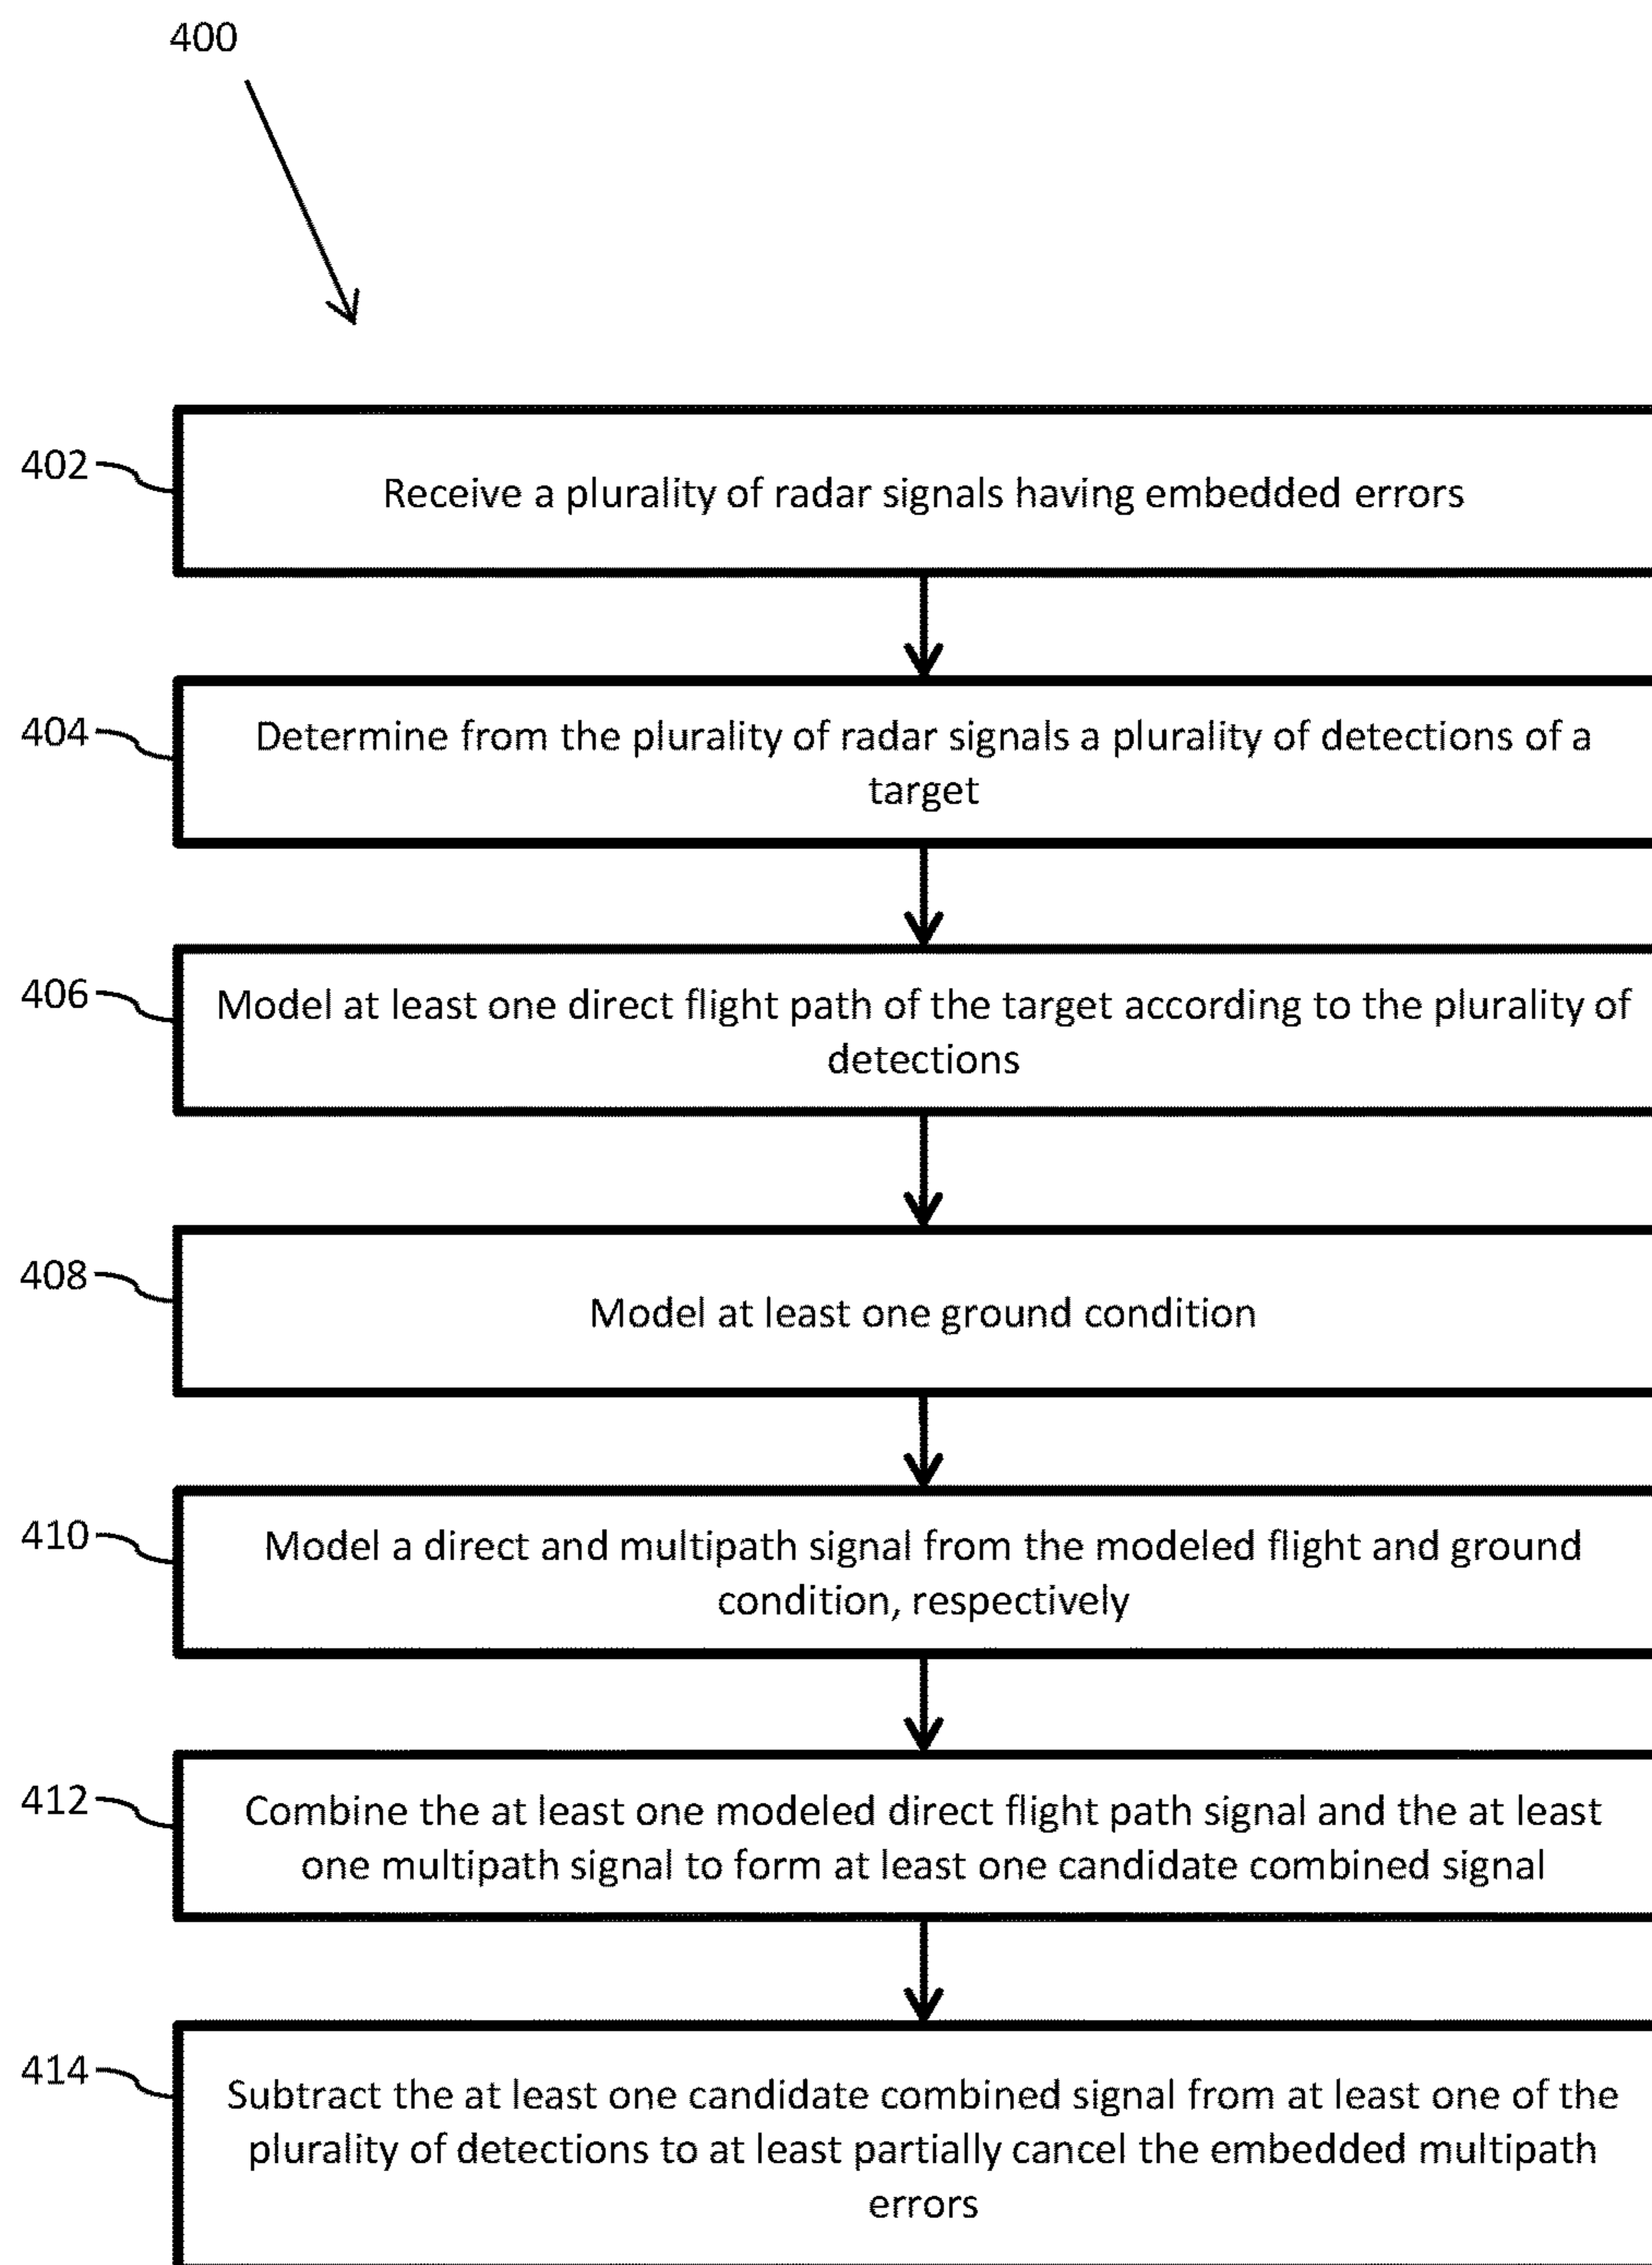 400
402
Receive a plurality of radar signals having embedded errors
404
Determine from the plurality of radar signals a plurality of detections of a
target
406
Model at least one direct flight path of the target according to the plurality of
detections
408
Model at least one ground condition
410
Model a direct and multipath signal from the modeled flight and ground
condition, respectively
412
Combine the at least one modeled direct flight path signal and the at least
one multipath signal to form at least one candidate combined signal
414
Subtract the at least one candidate combined signal from at least one of the
plurality of detections to at least partially cancel the embedded multipath
errors